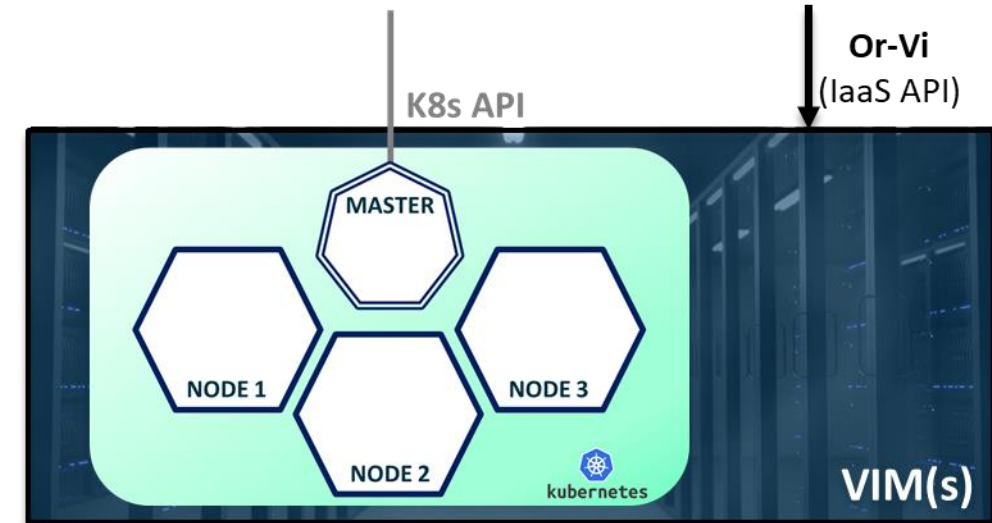 Or-Vi
(IaaS API)
K8s API
MASTER
NODE 1
NODE 3
NODE 2
kubernetes
VIM(s)